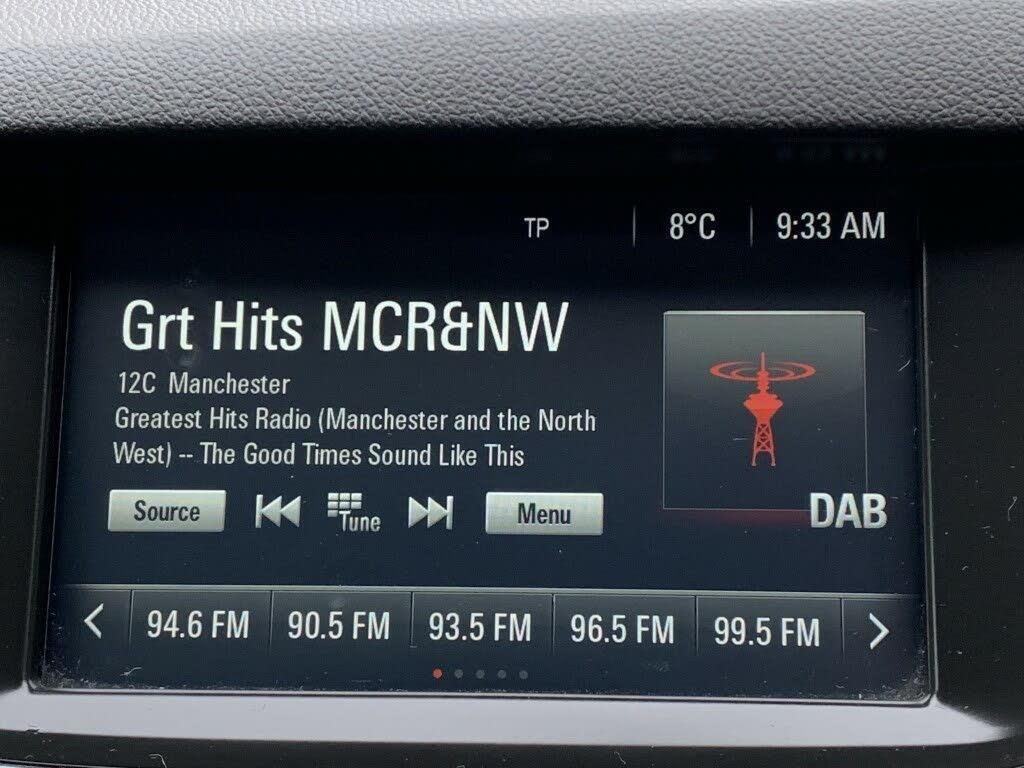 TP 8°C 9:33 AM
Grt Hits MCR&NW
12C Manchester
Greatest Hits Radio (Manchester and the North
West) -- The Good Times Sound Like This
Source Tune Menu
DAB
94.6 FM 90.5 FM 93.5 FM 96.5 FM 99.5 FM